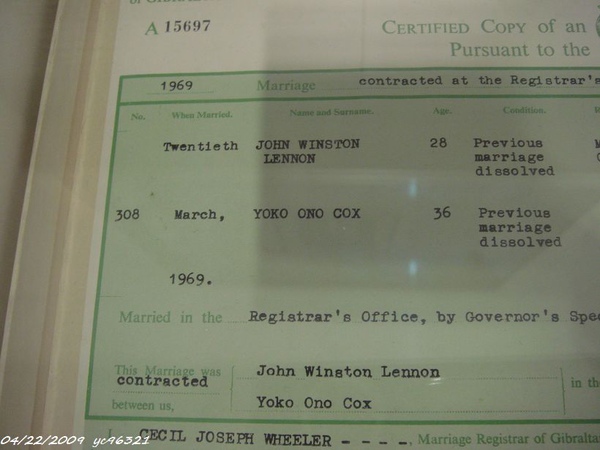 A 15697
CERTIFIED COPY of an
Pursuant to the
1969 Marriage contracted at the Registrar's
No. When Married. Name and Surname. Age. Condition.
Twentieth JOHN WINSTON 28 Previous
LENNON marriage
dissolved
308 March, YOKO ONO COX 36 Previous
marriage
dissolved
1969.
Married in the Registrar's Office, by Governor's Spe
This Marriage was John Winston Lennon
contracted in the
between us, Yoko Ono Cox
I, CECIL JOSEPH WHEELER - - - -, Marriage Registrar of Gibralta
04/22/2009 yc96321